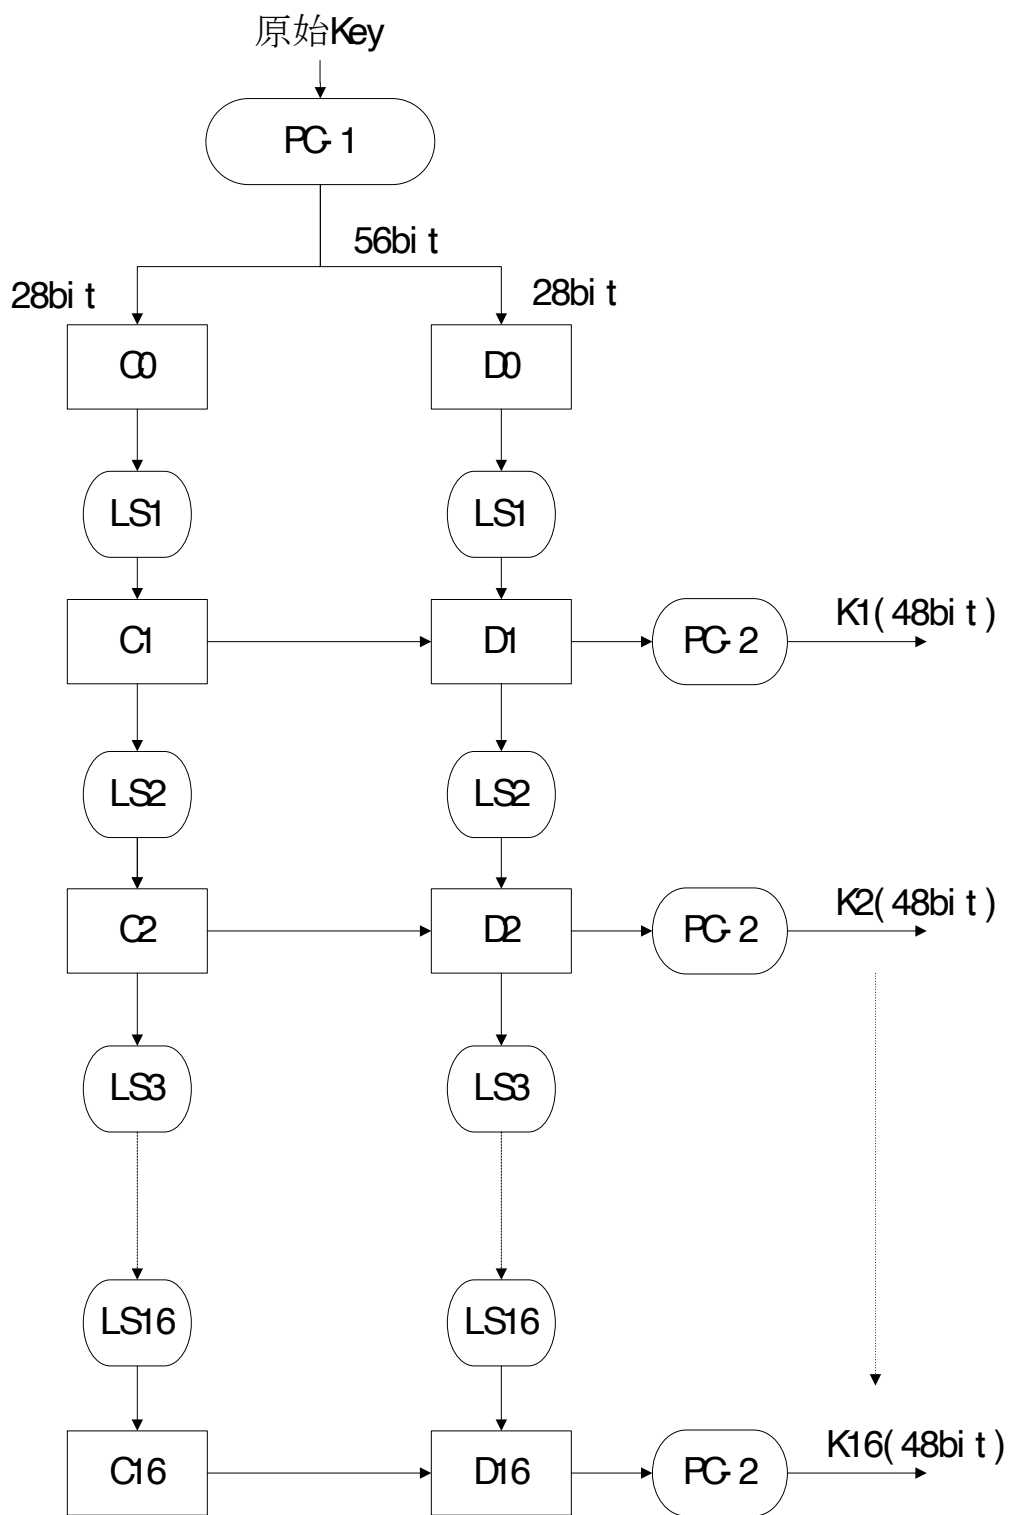 原始Key
PC-1
56bit
28bit
28bit
C0
D0
LS1
LS1
K1(48bit)
C1
D1
PC-2
LS2
LS2
K2(48bit)
C2
D2
PC-2
LS3
LS3
LS16
LS16
K16(48bit)
C16
D16
PC-2